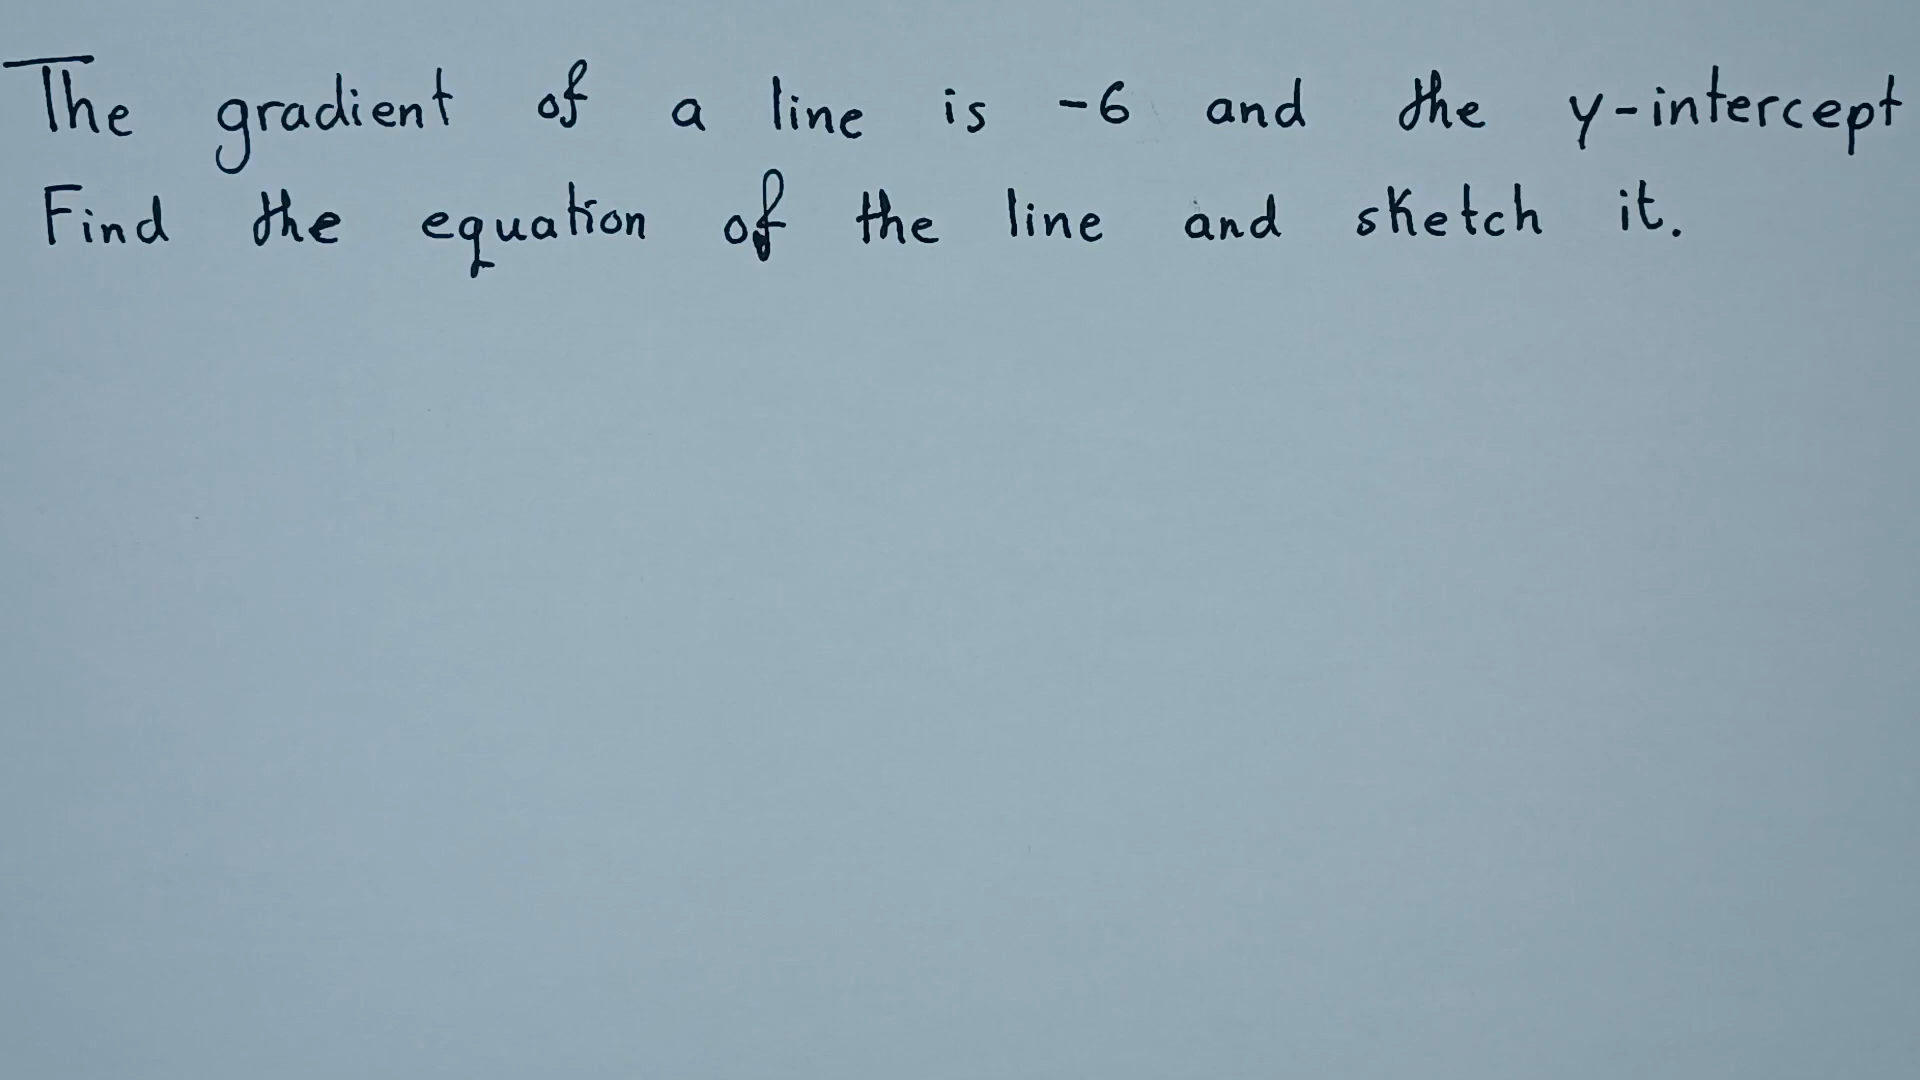 The gradient of a line is -6 and the y-intercept
Find the equation of the line and sketch it.